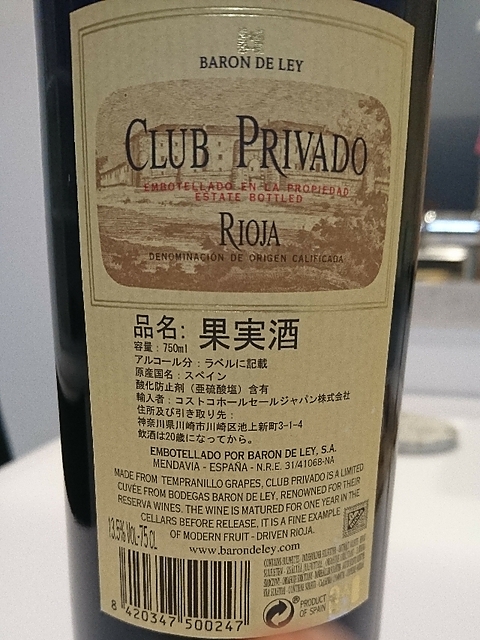 BARON DE LEY
CLUB PRIVADO
EMBOTELLADO EN LA PROPIEDAD
ESTATE BOTTLED
RIOJA
DENOMINACIÓN DE ORIGEN CALIFICADA
品名: 果実酒
容量：750ml
アルコール分：ラベルに記載
原産国名：スペイン
酸化防止剤（亜硫酸塩）含有
輸入者：コストコホールセールジャパン株式会社
住所及び引き取り先：
神奈川県川崎市川崎区池上新町3-1-4
飲酒は20歳になってから。
EMBOTELLADO POR BARON DE LEY, S.A.
MENDAVIA - ESPAÑA - N.R.E. 31/41068-NA
MADE FROM TEMPRANILLO GRAPES, CLUB PRIVADO IS A LIMITED
CUVÉE FROM BODEGAS BARON DE LEY, RENOWNED FOR THEIR
RESERVA WINES. THE WINE IS MATURED FOR ONE YEAR IN THE
CELLARS BEFORE RELEASE, IT IS A FINE EXAMPLE
OF MODERN FRUIT - DRIVEN RIOJA.
13.5% VOL-75 CL
www.barondeley.com
8 420347 500247
PRODUCT
OF SPAIN